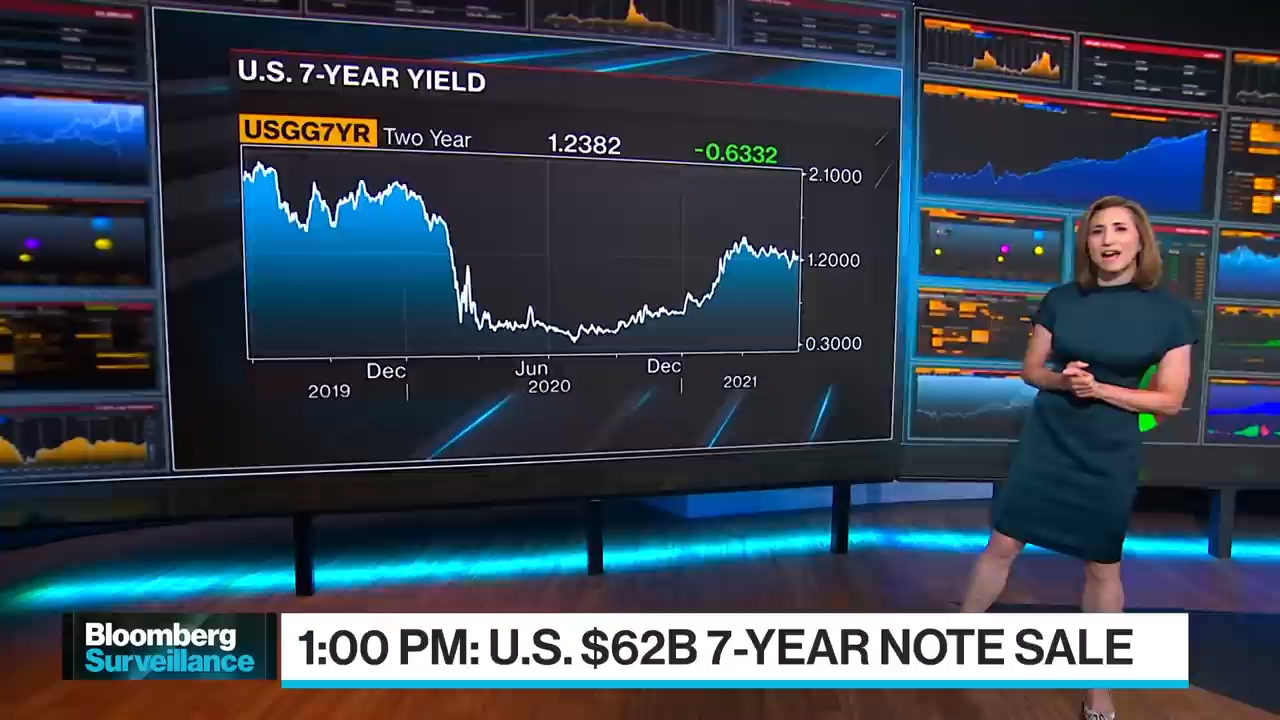 U.S. 7-YEAR YIELD
USGG7YR Two Year 1.2382 -0.6332
2.1000
1.2000
0.3000
Dec Jun Dec
2019 2020 2021
Bloomberg
Surveillance
1:00 PM: U.S. $62B 7-YEAR NOTE SALE